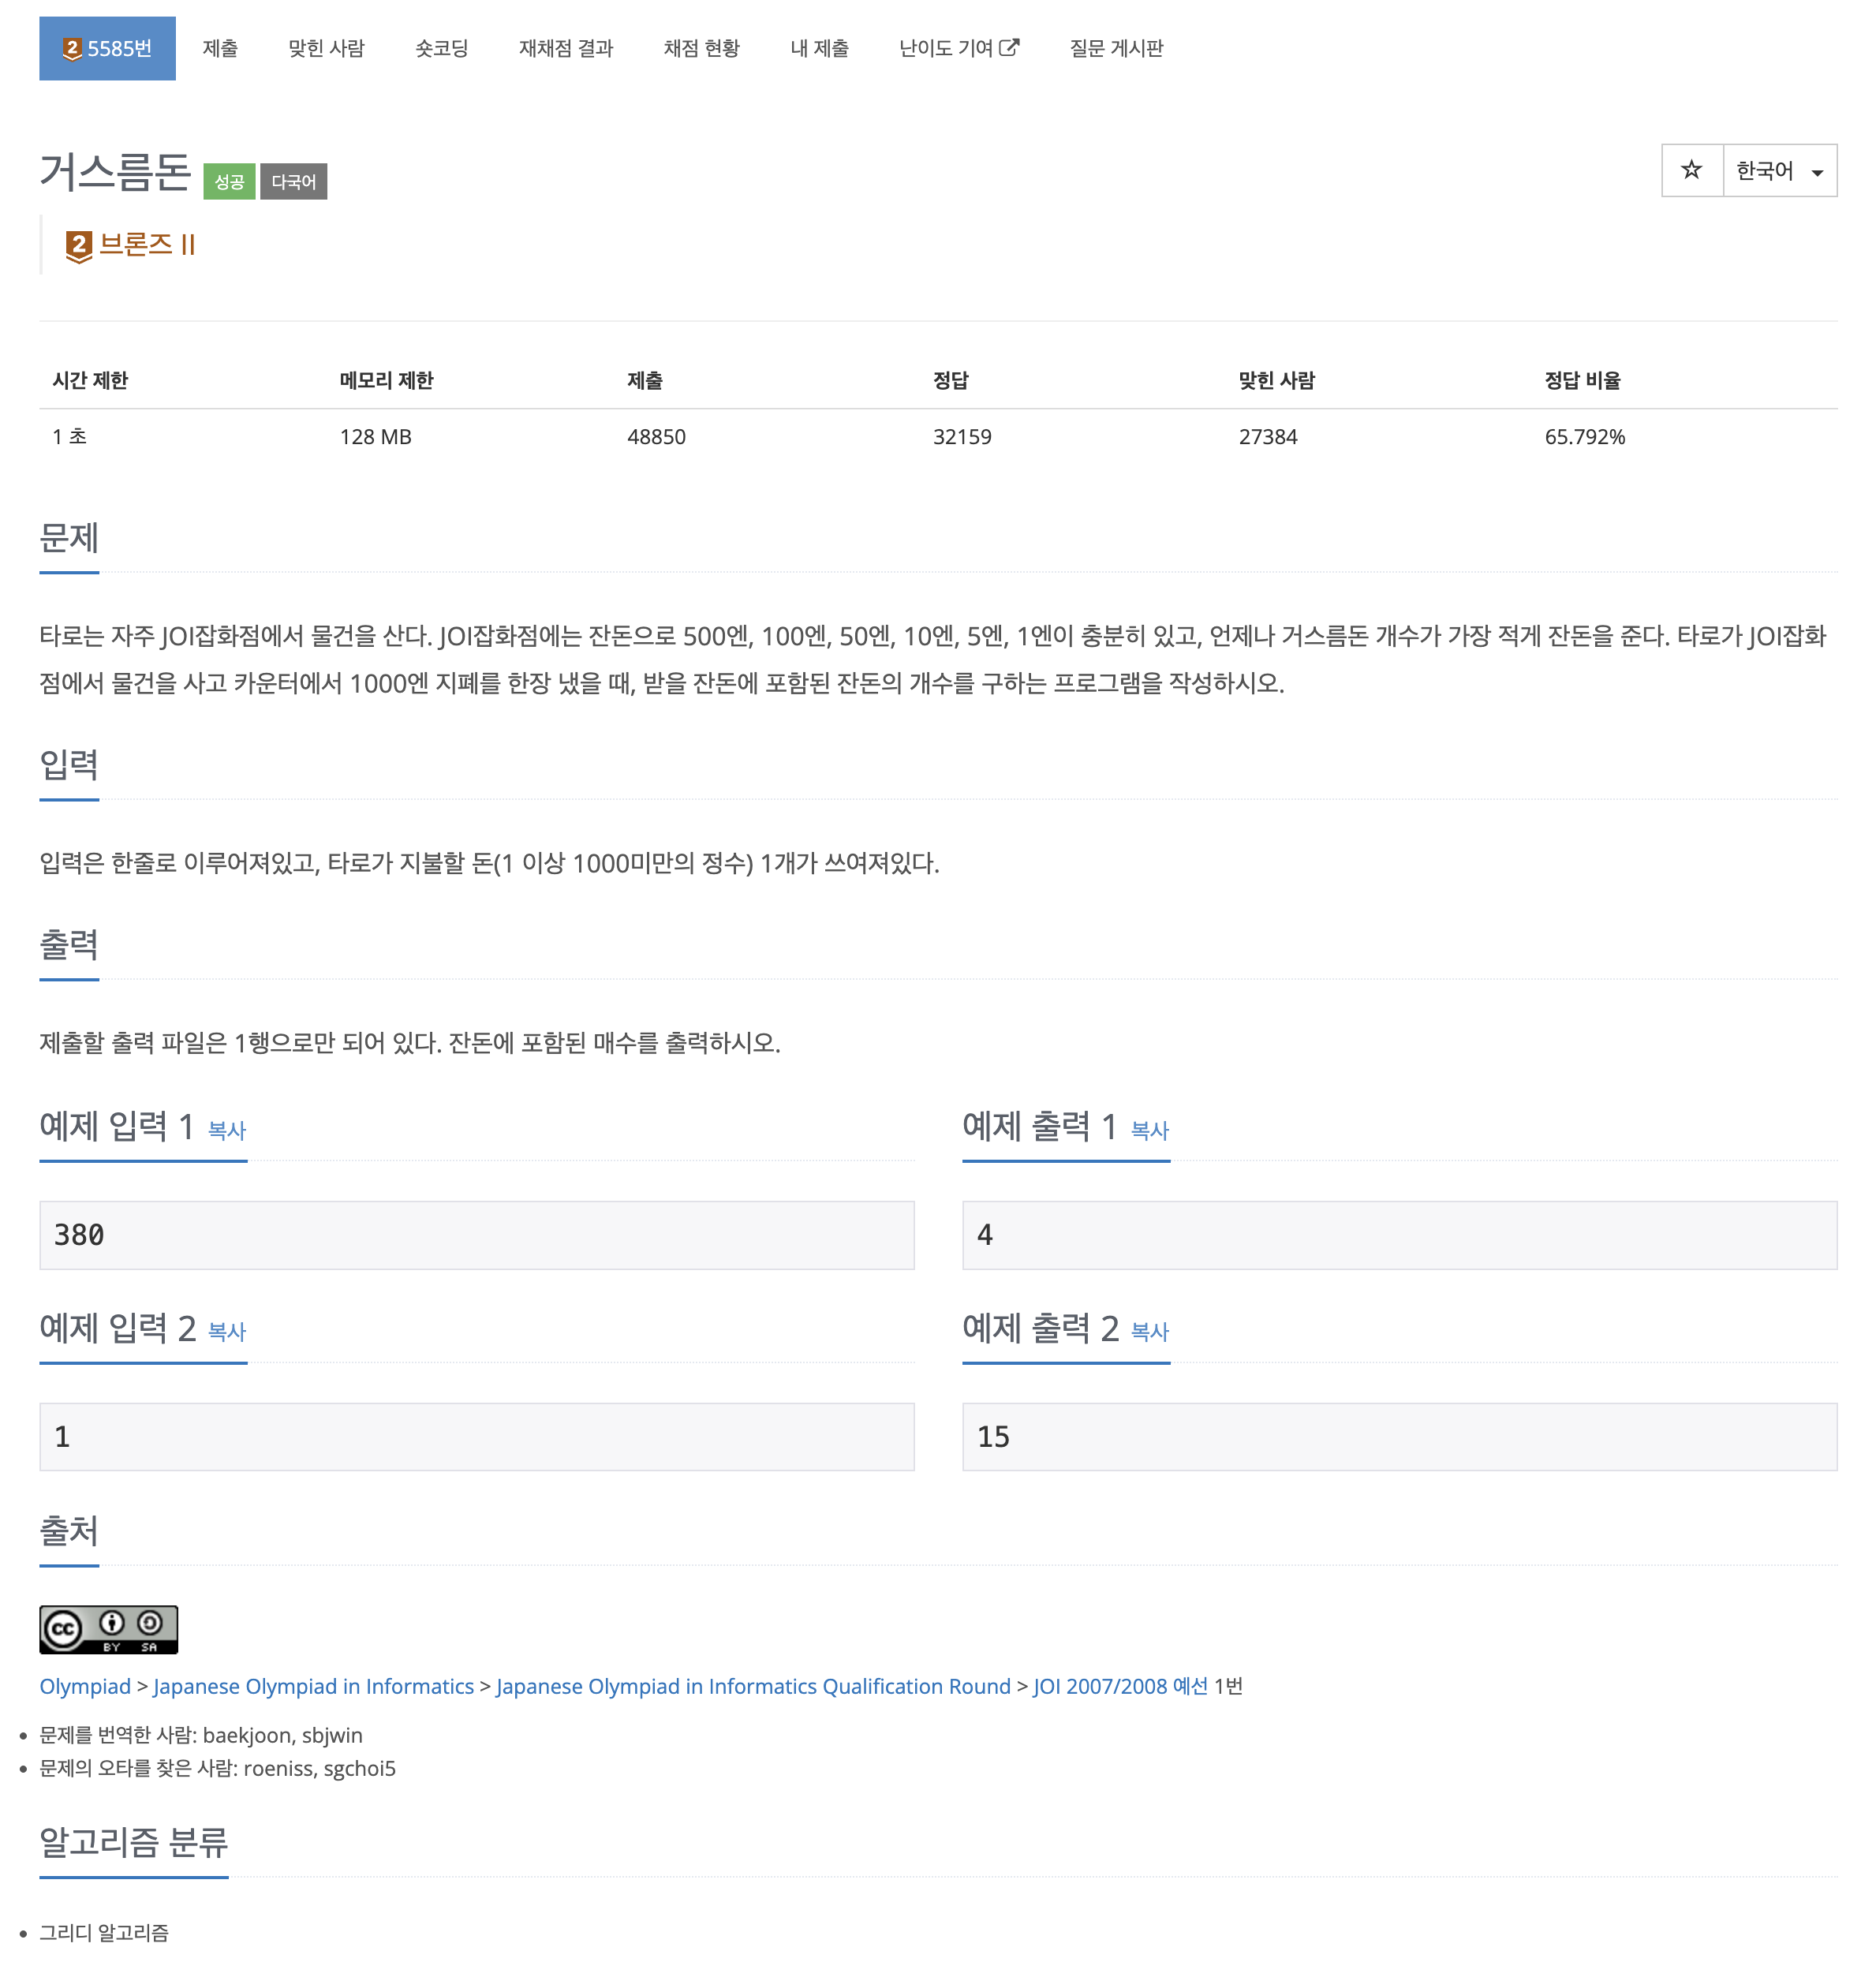 2 5585번 제출 맞힌 사람 숏코딩 재채점 결과 채점 현황 내 제출 난이도 기여 질문 게시판
거스름돈 성공 다국어 ☆ 한국어
2 브론즈 II
시간 제한 메모리 제한 제출 정답 맞힌 사람 정답 비율
1 초 128 MB 48850 32159 27384 65.792%
문제
타로는 자주 JOI잡화점에서 물건을 산다. JOI잡화점에는 잔돈으로 500엔, 100엔, 50엔, 10엔, 5엔, 1엔이 충분히 있고, 언제나 거스름돈 개수가 가장 적게 잔돈을 준다. 타로가 JOI잡화
점에서 물건을 사고 카운터에서 1000엔 지폐를 한장 냈을 때, 받을 잔돈에 포함된 잔돈의 개수를 구하는 프로그램을 작성하시오.
입력
입력은 한줄로 이루어져있고, 타로가 지불할 돈(1 이상 1000미만의 정수) 1개가 쓰여져있다.
출력
제출할 출력 파일은 1행으로만 되어 있다. 잔돈에 포함된 매수를 출력하시오.
예제 입력 1 복사 예제 출력 1 복사
380 4
예제 입력 2 복사 예제 출력 2 복사
1 15
출처
cc BY SA
Olympiad > Japanese Olympiad in Informatics > Japanese Olympiad in Informatics Qualification Round > JOI 2007/2008 예선 1번
• 문제를 번역한 사람: baekjoon, sbjwin
• 문제의 오타를 찾은 사람: roeniss, sgchoi5
알고리즘 분류
• 그리디 알고리즘